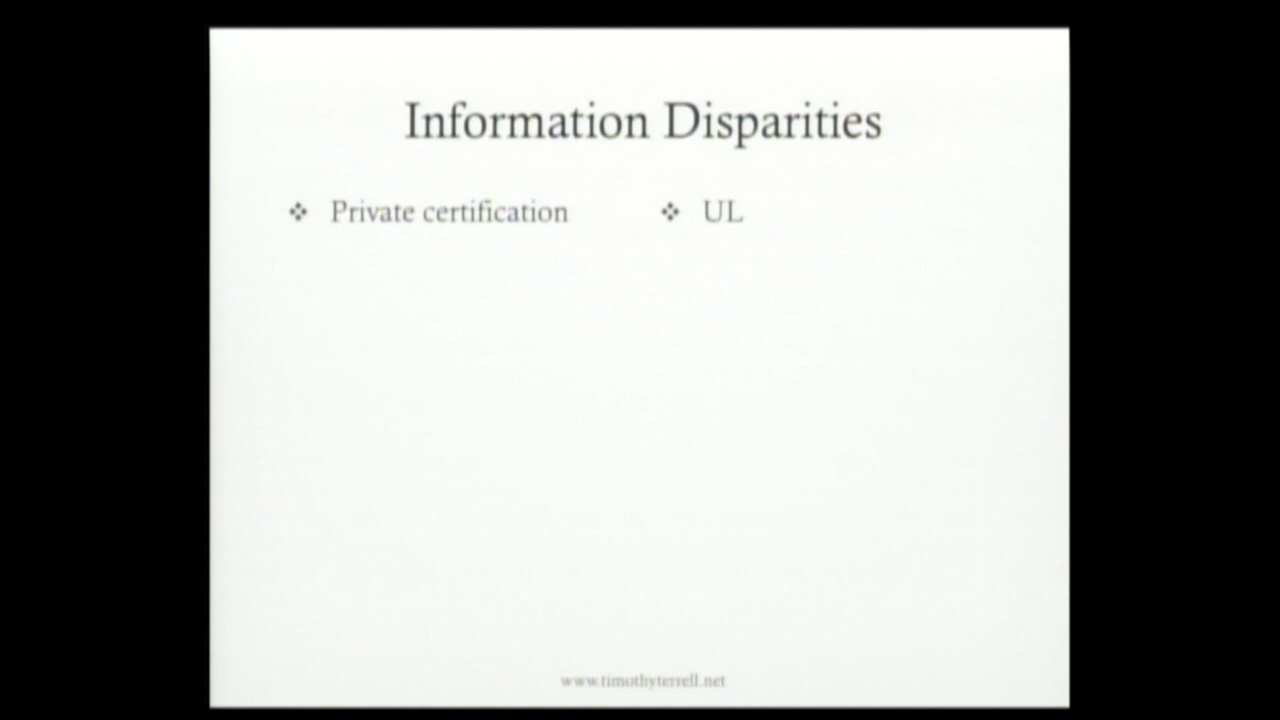 Information Disparities
❖ Private certification
❖ UL
www.timothyterrell.net